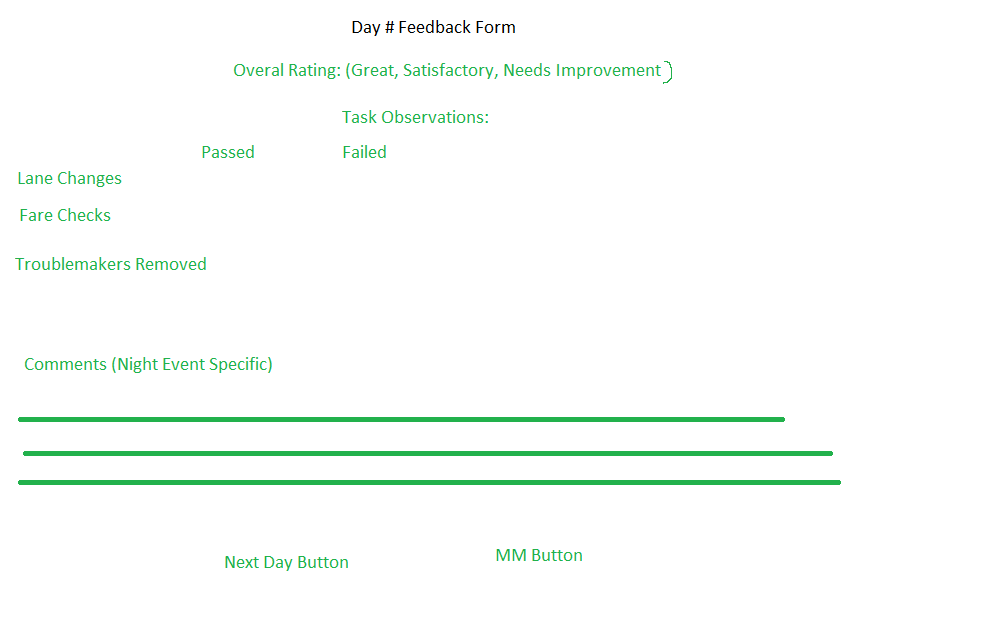 Day # Feedback Form
Overal Rating: (Great, Satisfactory, Needs Improvement)
Task Observations:
Passed Failed
Lane Changes
Fare Checks
Troublemakers Removed
Comments (Night Event Specific)
Next Day Button MM Button